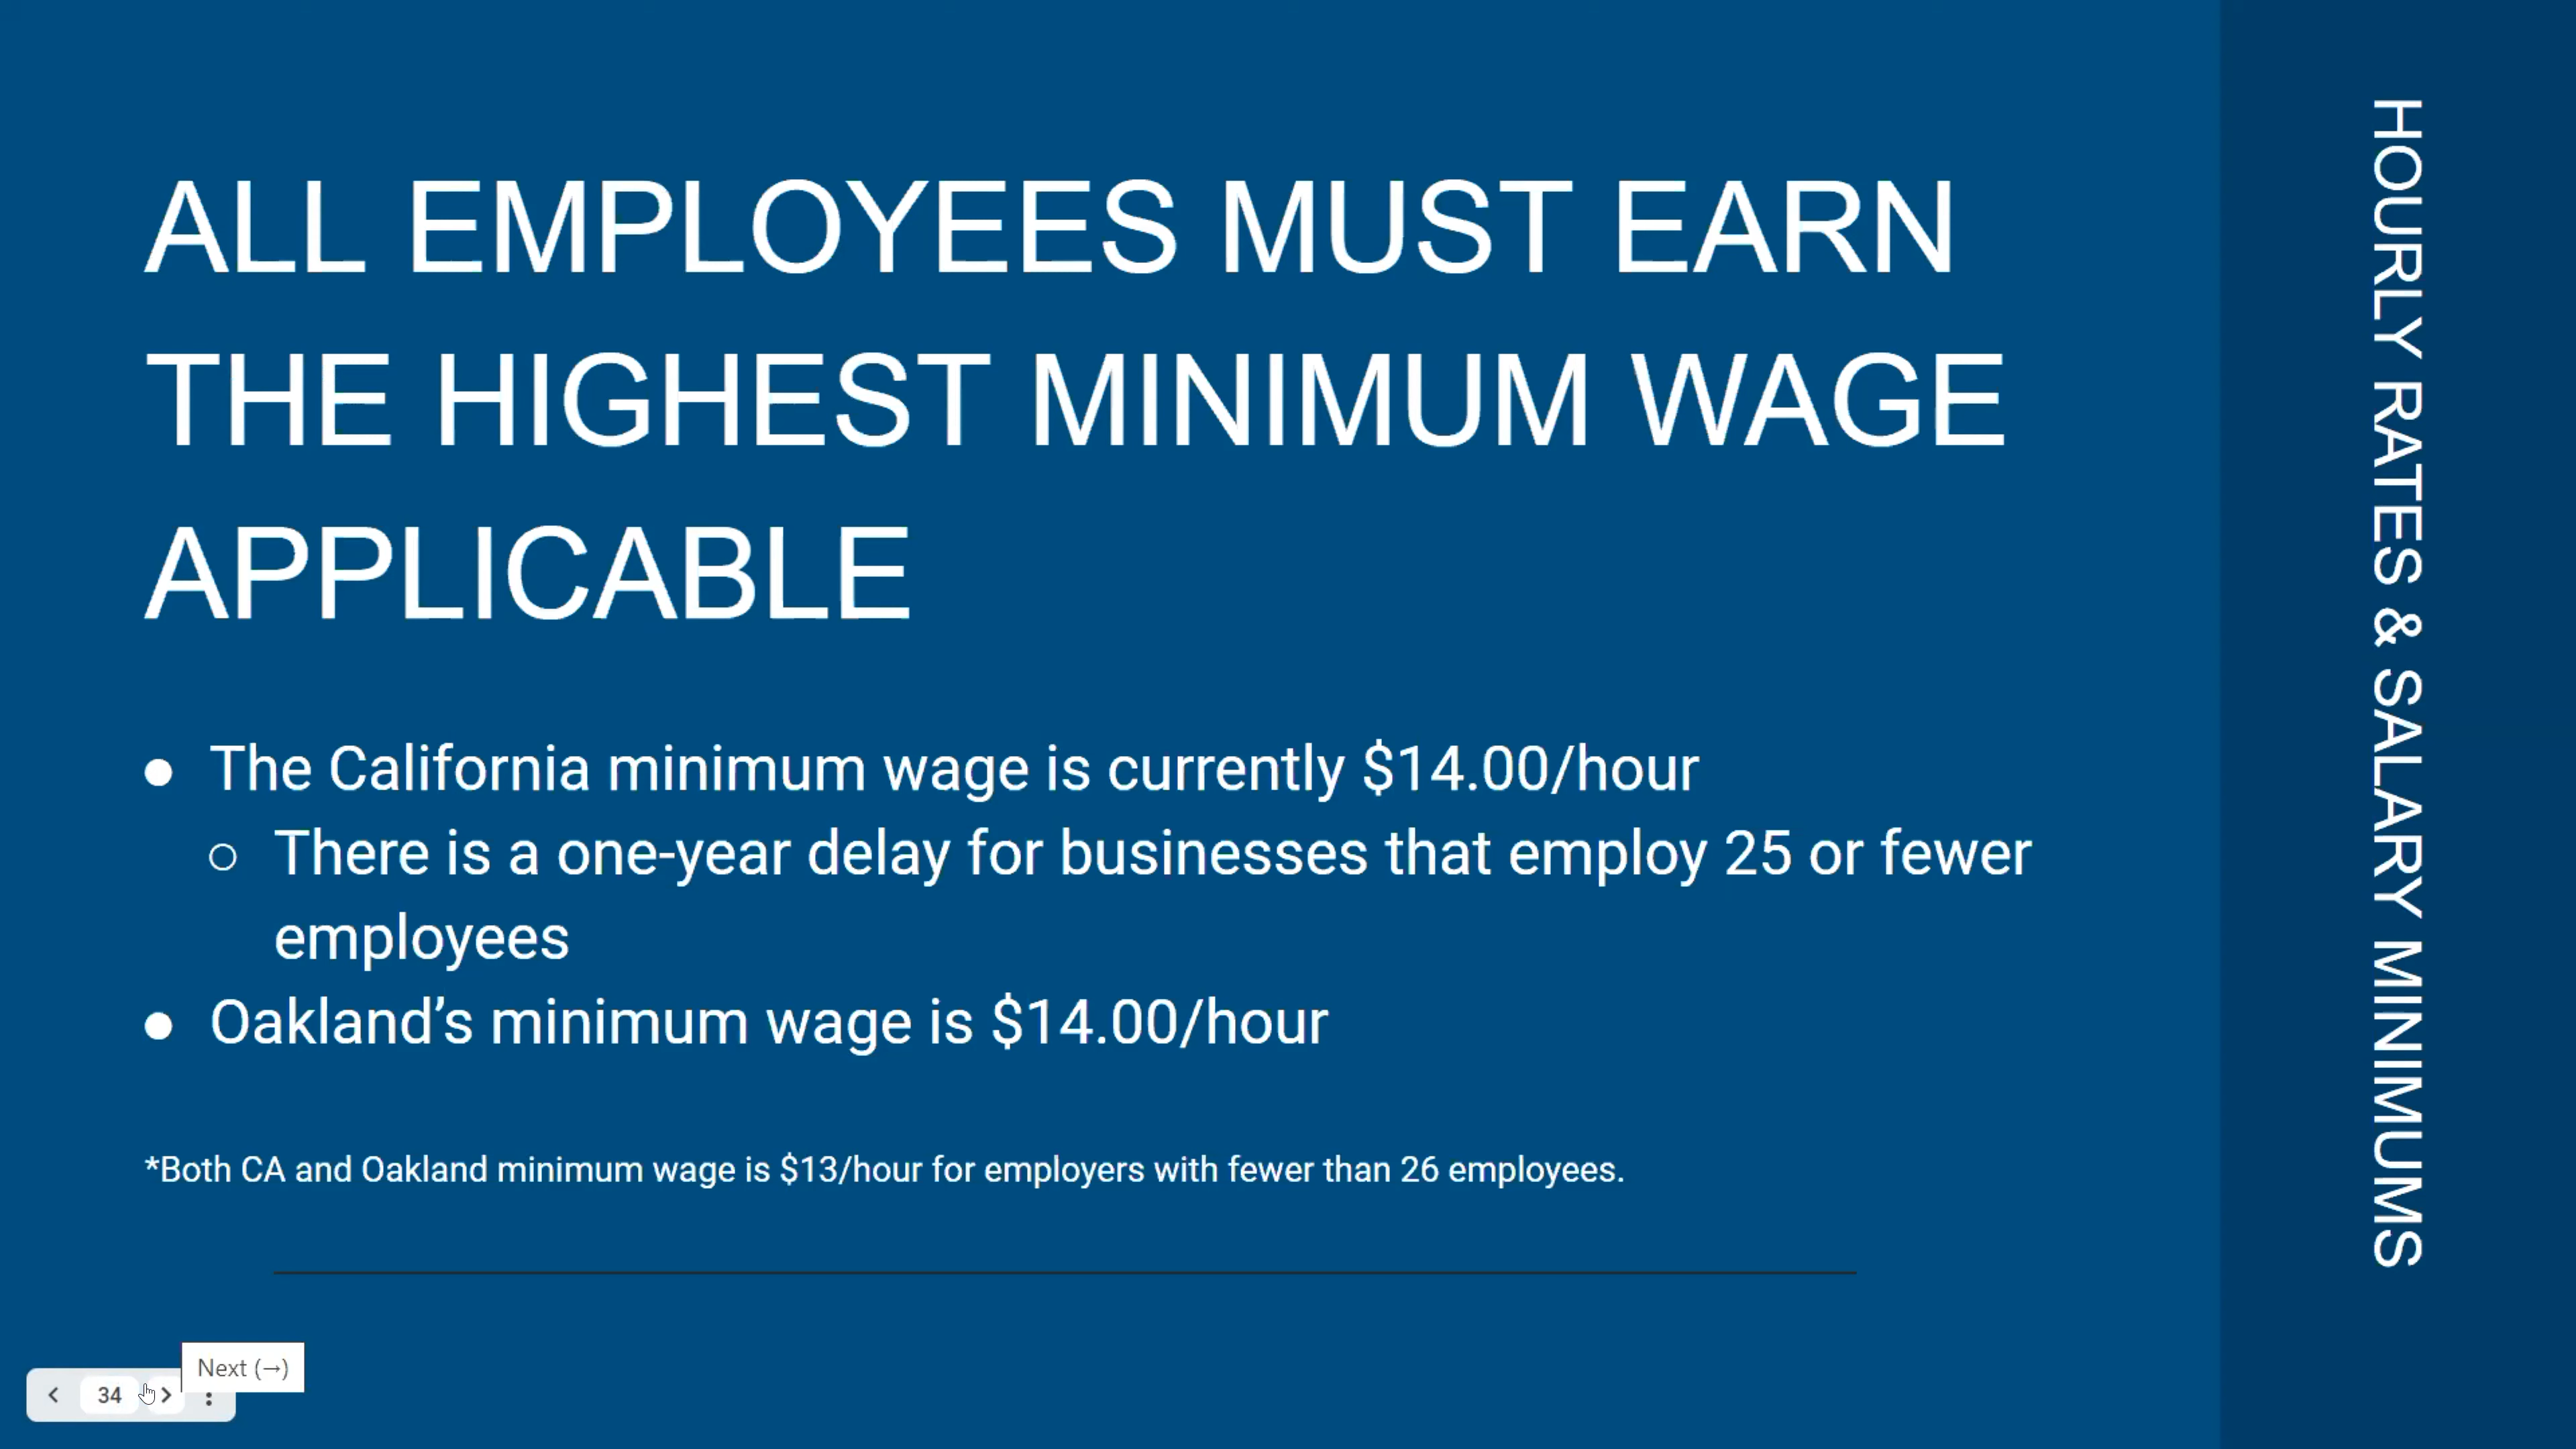 ALL EMPLOYEES MUST EARN
THE HIGHEST MINIMUM WAGE
APPLICABLE
● The California minimum wage is currently $14.00/hour
○ There is a one-year delay for businesses that employ 25 or fewer
employees
● Oakland’s minimum wage is $14.00/hour
*Both CA and Oakland minimum wage is $13/hour for employers with fewer than 26 employees.
HOURLY RATES & SALARY MINIMUMS
Next (→)
34